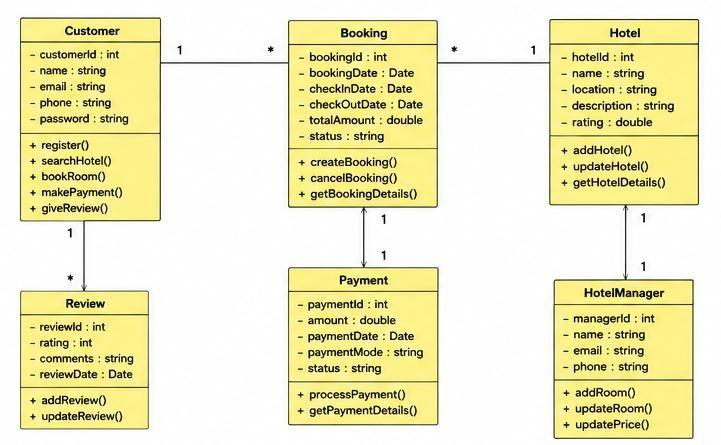 Customer
- customerId : int
- name : string
- email : string
- phone : string
- password : string
+ register()
+ searchHotel()
+ bookRoom()
+ makePayment()
+ giveReview()
1
*
Booking
- bookingId : int
- bookingDate : Date
- checkInDate : Date
- checkOutDate : Date
- totalAmount : double
- status : string
+ createBooking()
+ cancelBooking()
+ getBookingDetails()
*
1
Hotel
- hotelId : int
- name : string
- location : string
- description : string
- rating : double
+ addHotel()
+ updateHotel()
+ getHotelDetails()
1
*
Review
- reviewId : int
- rating : int
- comments : string
- reviewDate : Date
+ addReview()
+ updateReview()
1
1
Payment
- paymentId : int
- amount : double
- paymentDate : Date
- paymentMode : string
- status : string
+ processPayment()
+ getPaymentDetails()
1
1
HotelManager
- managerId : int
- name : string
- email : string
- phone : string
+ addRoom()
+ updateRoom()
+ updatePrice()